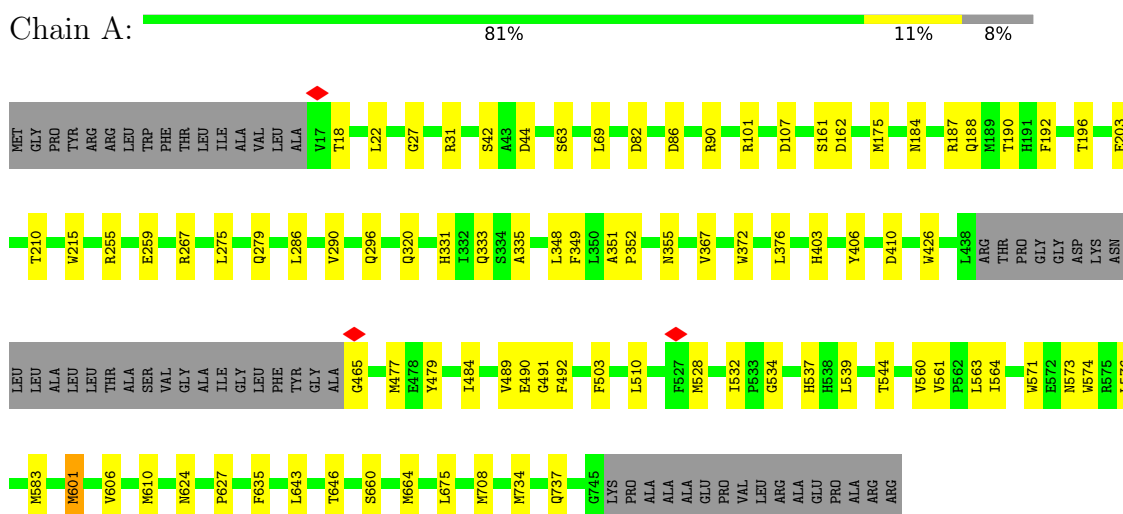 Chain A:
81% 11% 8%
MET GLY PRO TYR ARG ARG LEU TRP PHE THR LEU ILE ALA VAL LEU ALA V17 T18 L22 G27 R31 S42 A43 D44 S63 L69 D82 D86 R90 R101 D107 S161 D162 M175 N184 R187 Q188 M189 T190 H191 F192 T196 E203
T210 W215 R255 E259 R267 L275 Q279 L286 V290 Q296 Q320 H331 I332 Q333 S334 A335 L348 F349 L350 A351 P352 N355 V367 W372 L376 H403 Y406 D410 W426 L438 ARG THR PRO GLY GLY ASP LYS ASN
LEU LEU ALA LEU LEU THR ALA SER VAL GLY ALA ILE GLY LEU PHE TYR GLY ALA G465 M477 E478 Y479 I484 V489 E490 G491 F492 F503 L510 F527 M528 I532 P533 G534 H537 H538 L539 T544 V560 V561 P562 L563 I564 W571 E572 N573 W574 R575
M583 M601 V606 M610 N624 P627 F635 L643 T646 S660 M664 L675 M708 M734 Q737 G745 LYS PRO ALA ALA ALA GLU PRO VAL LEU ARG ALA GLU PRO ALA ARG ARG